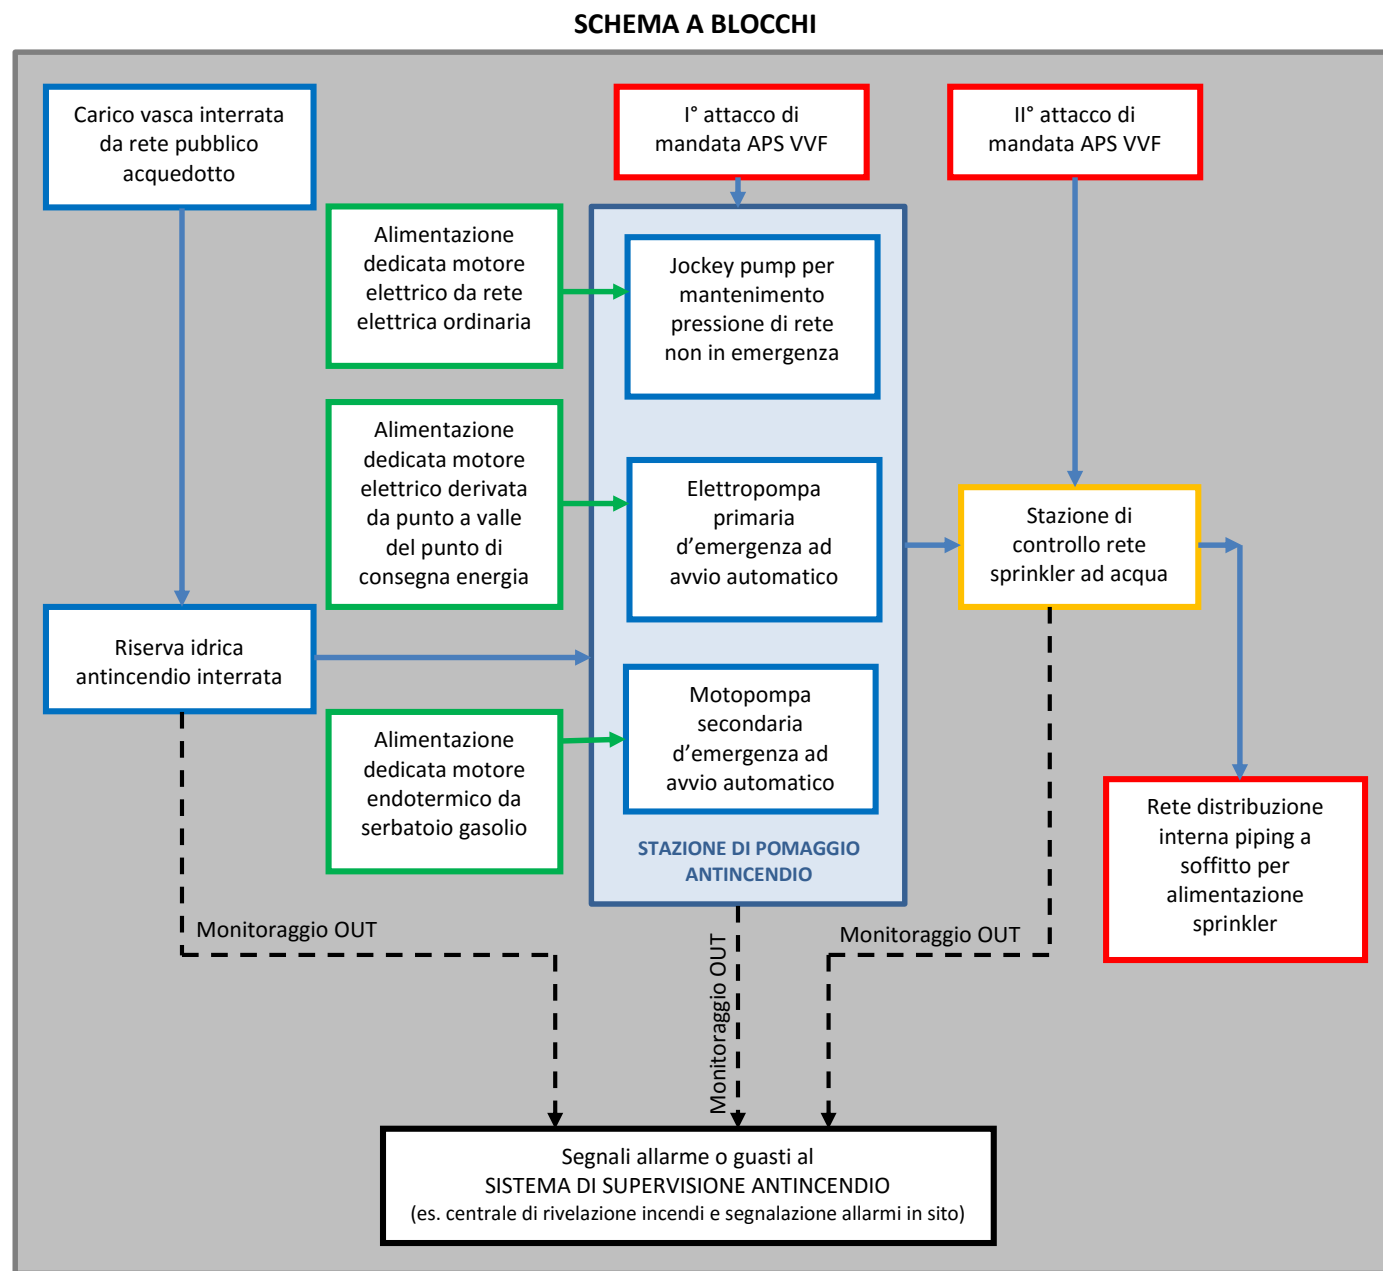 SCHEMA A BLOCCHI
Carico vasca interrata
da rete pubblico
acquedotto
I° attacco di
mandata APS VVF
II° attacco di
mandata APS VVF
Alimentazione
dedicata motore
elettrico da rete
elettrica ordinaria
Jockey pump per
mantenimento
pressione di rete
non in emergenza
Alimentazione
dedicata motore
elettrico derivata
da punto a valle
del punto di
consegna energia
Elettropompa
primaria
d’emergenza ad
avvio automatico
Stazione di
controllo rete
sprinkler ad acqua
Riserva idrica
antincendio interrata
Alimentazione
dedicata motore
endotermico da
serbatoio gasolio
Motopompa
secondaria
d’emergenza ad
avvio automatico
STAZIONE DI POMAGGIO
ANTINCENDIO
Rete distribuzione
interna piping a
soffitto per
alimentazione
sprinkler
Monitoraggio OUT
Monitoraggio OUT
Monitoraggio OUT
Segnali allarme o guasti al
SISTEMA DI SUPERVISIONE ANTINCENDIO
(es. centrale di rivelazione incendi e segnalazione allarmi in sito)